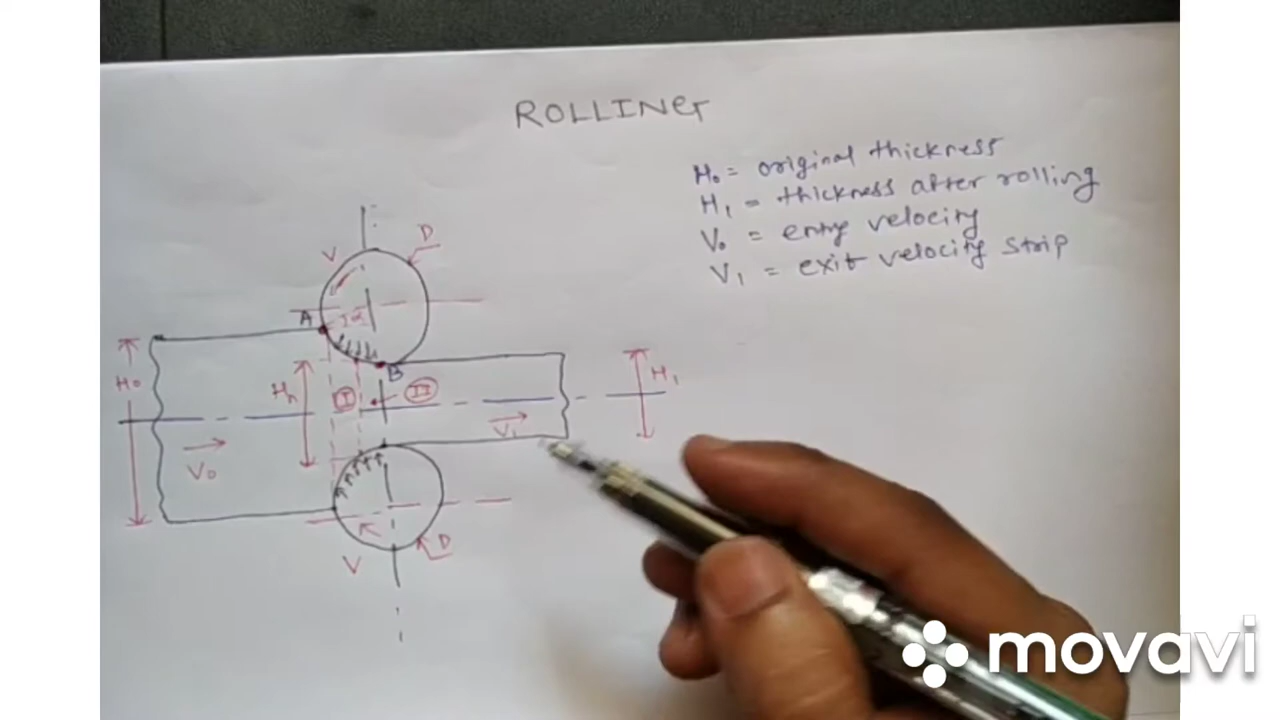 ROLLING
H₀ = original thickness
H₁ = thickness after rolling
V₀ = entry velocity
V₁ = exit velocity strip
D
V
A
α
B
H₀
Hn
I
II
H₁
V₁
V₀
D
V
movavi